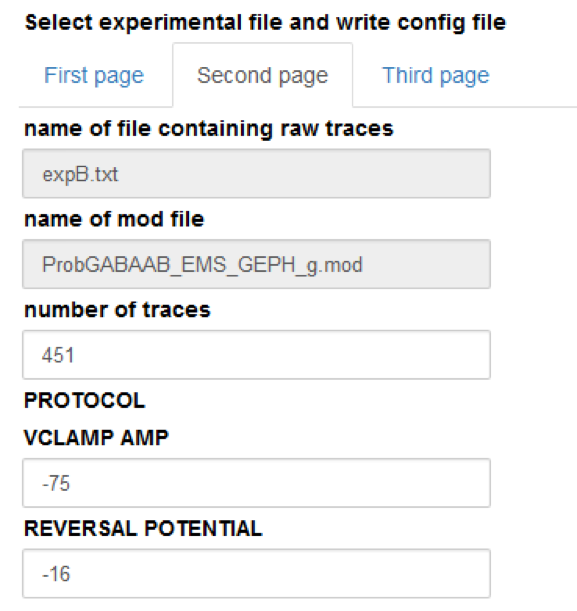 Select experimental file and write config file
First page Second page Third page
name of file containing raw traces
expB.txt
name of mod file
ProbGABAAB_EMS_GEPH_g.mod
number of traces
451
PROTOCOL
VCLAMP AMP
-75
REVERSAL POTENTIAL
-16